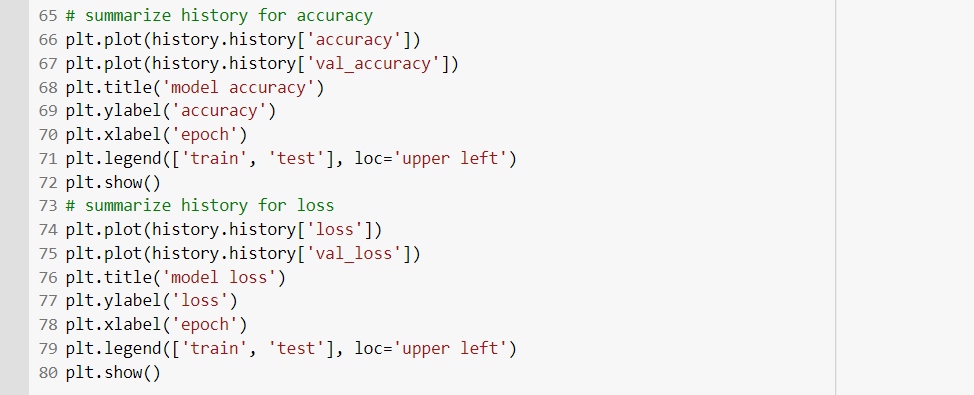 65 # summarize history for accuracy
66 plt.plot(history.history['accuracy'])
67 plt.plot(history.history['val_accuracy'])
68 plt.title('model accuracy')
69 plt.ylabel('accuracy')
70 plt.xlabel('epoch')
71 plt.legend(['train', 'test'], loc='upper left')
72 plt.show()
73 # summarize history for loss
74 plt.plot(history.history['loss'])
75 plt.plot(history.history['val_loss'])
76 plt.title('model loss')
77 plt.ylabel('loss')
78 plt.xlabel('epoch')
79 plt.legend(['train', 'test'], loc='upper left')
80 plt.show()